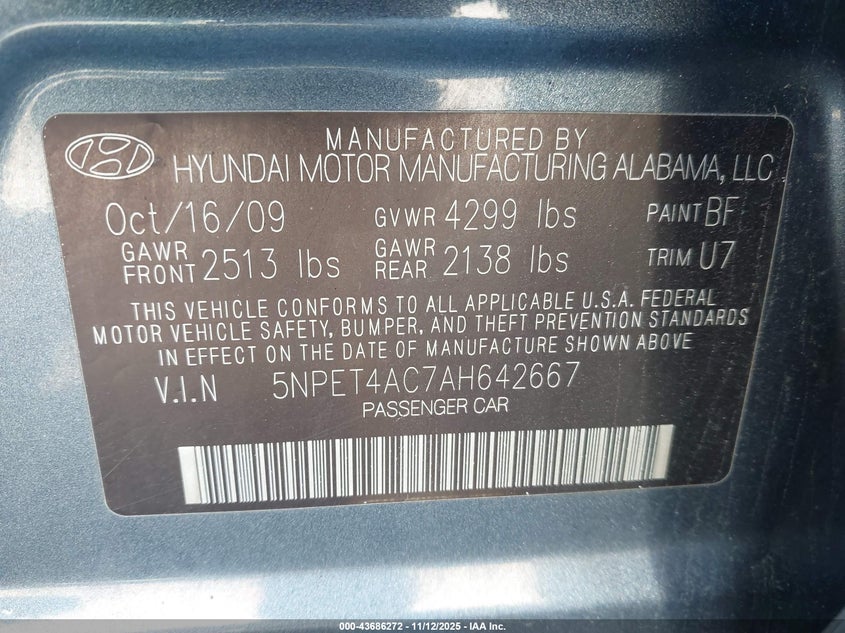 MANUFACTURED BY
HYUNDAI MOTOR MANUFACTURING ALABAMA, LLC
Oct/16/09 GVWR 4299 lbs PAINT BF
GAWR FRONT 2513 lbs GAWR REAR 2138 lbs TRIM U7
THIS VEHICLE CONFORMS TO ALL APPLICABLE U.S.A. FEDERAL
MOTOR VEHICLE SAFETY, BUMPER, AND THEFT PREVENTION STANDARDS
IN EFFECT ON THE DATE OF MANUFACTURE SHOWN ABOVE
V.I.N 5NPET4AC7AH642667
PASSENGER CAR
000-43686272 - 11/12/2025 - IAA Inc.